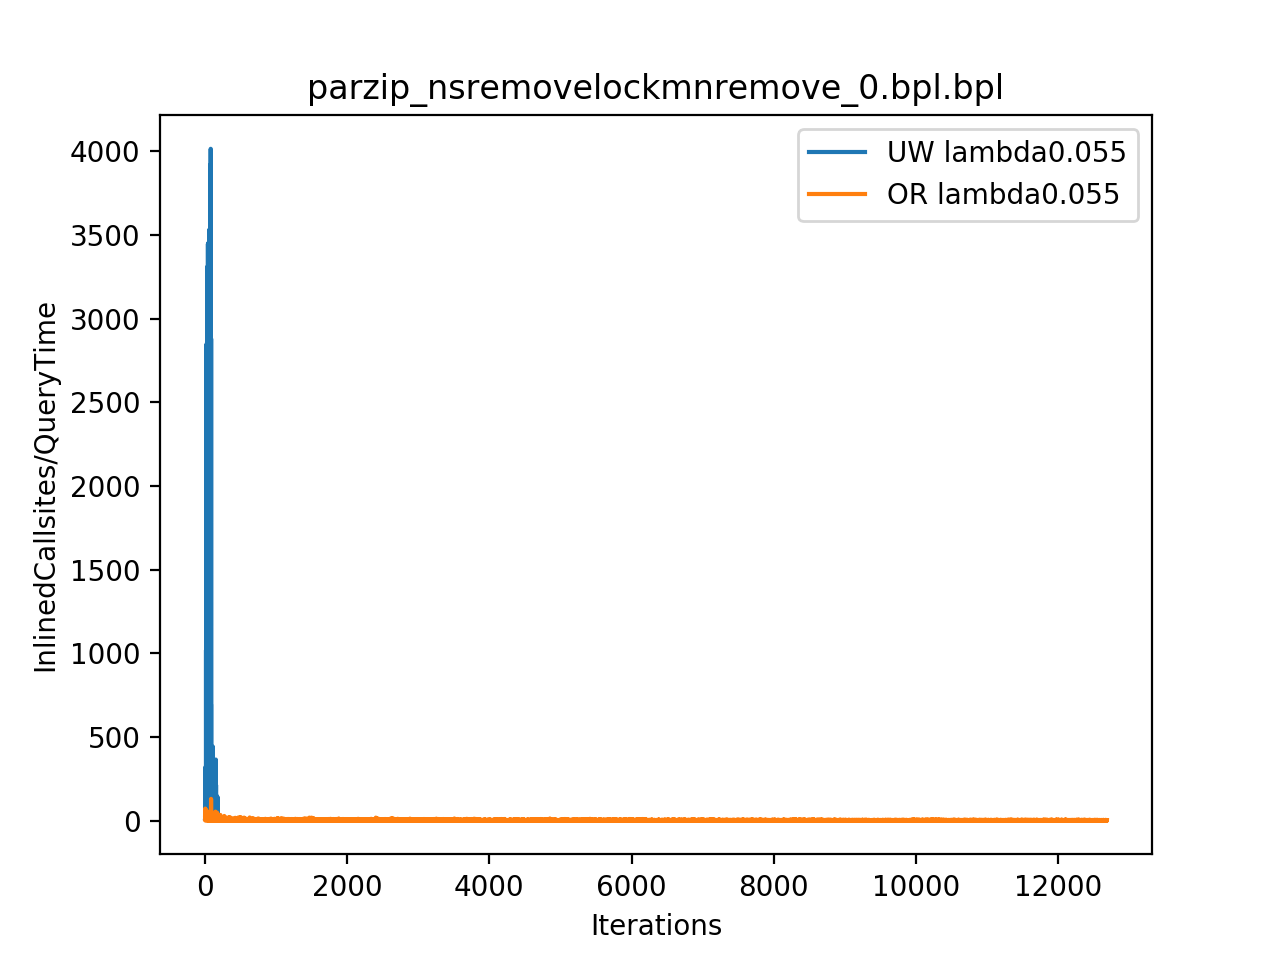 parzip_nsremovelockmnremove_0.bpl.bpl
UW lambda0.055
OR lambda0.055
InlinedCallsites/QueryTime
4000
3500
3000
2500
2000
1500
1000
500
0
0 2000 4000 6000 8000 10000 12000
Iterations